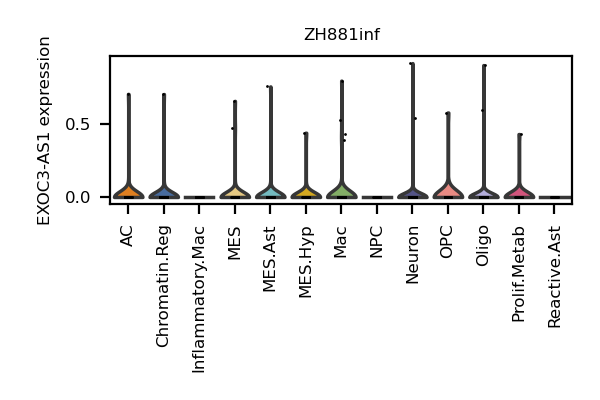 ZH881inf
EXOC3-AS1 expression
0.5
0.0
AC
Chromatin.Reg
Inflammatory.Mac
MES
MES.Ast
MES.Hyp
Mac
NPC
Neuron
OPC
Oligo
Prolif.Metab
Reactive.Ast